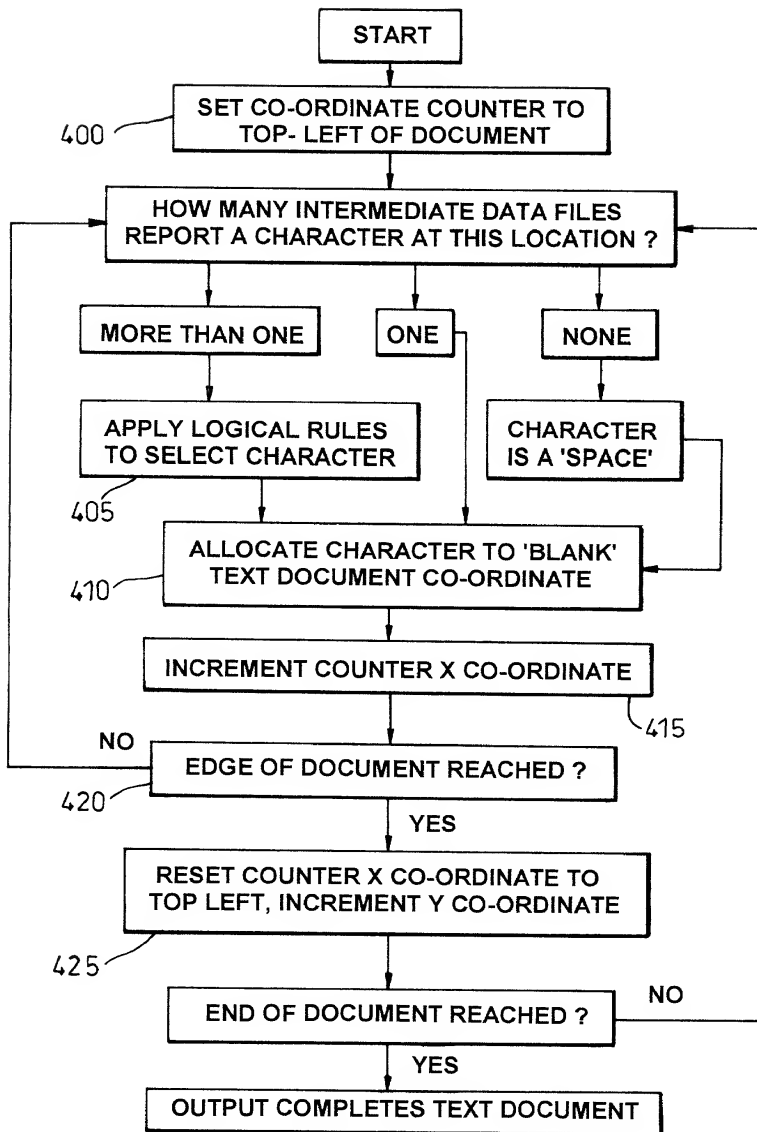 START
400
SET CO-ORDINATE COUNTER TO
TOP- LEFT OF DOCUMENT
HOW MANY INTERMEDIATE DATA FILES
REPORT A CHARACTER AT THIS LOCATION ?
MORE THAN ONE
ONE
NONE
APPLY LOGICAL RULES
TO SELECT CHARACTER
405
CHARACTER
IS A 'SPACE'
ALLOCATE CHARACTER TO 'BLANK'
TEXT DOCUMENT CO-ORDINATE
410
INCREMENT COUNTER X CO-ORDINATE
415
NO
EDGE OF DOCUMENT REACHED ?
420
YES
RESET COUNTER X CO-ORDINATE TO
TOP LEFT, INCREMENT Y CO-ORDINATE
425
END OF DOCUMENT REACHED ?
NO
YES
OUTPUT COMPLETES TEXT DOCUMENT